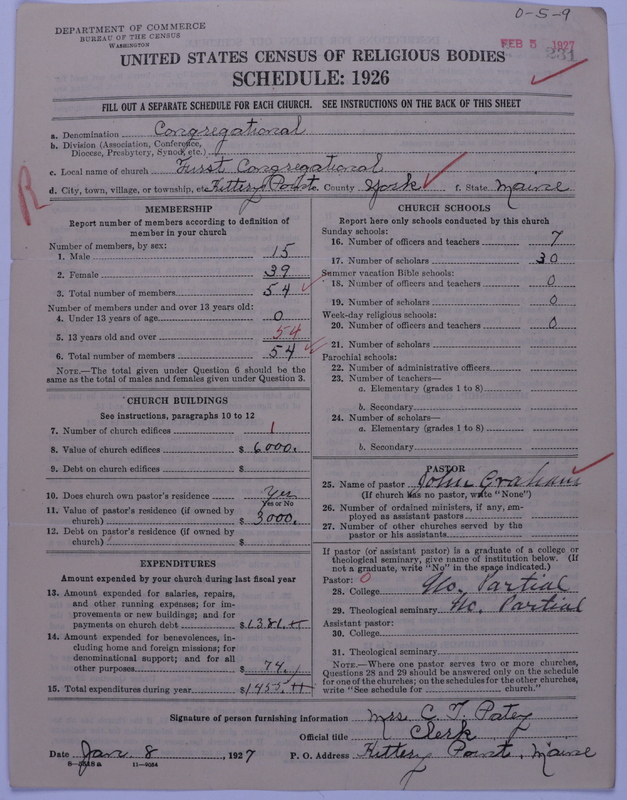 D-5-9
DEPARTMENT OF COMMERCE
BUREAU OF THE CENSUS
WASHINGTON
FEB 5 1927
231
UNITED STATES CENSUS OF RELIGIOUS BODIES
SCHEDULE: 1926
FILL OUT A SEPARATE SCHEDULE FOR EACH CHURCH. SEE INSTRUCTIONS ON THE BACK OF THIS SHEET
a. Denomination Congregational
b. Division (Association, Conference, Diocese, Presbytery, Synod, etc.)
c. Local name of church First Congregational
d. City, town, village, or township, etc. Kittery Point e. County York f. State Maine
R
MEMBERSHIP
Report number of members according to definition of
member in your church
Number of members, by sex:
1. Male 15
2. Female 39
3. Total number of members 54
Number of members under and over 13 years old:
4. Under 13 years of age 0
5. 13 years old and over 54
6. Total number of members 54
NOTE.—The total given under Question 6 should be
same as the total of males and females given under Question 3.
CHURCH BUILDINGS
See instructions, paragraphs 10 to 12
7. Number of church edifices 1
8. Value of church edifices $ 6000.
9. Debt on church edifices $
10. Does church own pastor's residence Yes
Yes or No
11. Value of pastor's residence (if owned by
church) $ 3000.
12. Debt on pastor's residence (if owned by
church) $
EXPENDITURES
Amount expended by your church during last fiscal year
13. Amount expended for salaries, repairs,
and other running expenses; for im-
provements or new buildings; and for
payments on church debt $ 1381.
14. Amount expended for benevolences, in-
cluding home and foreign missions; for
denominational support; and for all
other purposes $ 74.
15. Total expenditures during year $ 1455.
CHURCH SCHOOLS
Report here only schools conducted by this church
Sunday schools:
16. Number of officers and teachers 7
17. Number of scholars 30
Summer vacation Bible schools:
18. Number of officers and teachers 0
19. Number of scholars 0
Week-day religious schools:
20. Number of officers and teachers 0
21. Number of scholars
Parochial schools:
22. Number of administrative officers
23. Number of teachers—
a. Elementary (grades 1 to 8)
b. Secondary
24. Number of scholars—
a. Elementary (grades 1 to 8)
b. Secondary
PASTOR
25. Name of pastor John Graham
(If church has no pastor, write "None")
26. Number of ordained ministers, if any, em-
ployed as assistant pastors
27. Number of other churches served by the
pastor or his assistants
If pastor (or assistant pastor) is a graduate of a college or
theological seminary, give name of institution below. (If
not a graduate, write "No" in the space indicated.)
Pastor: 0
28. College No. Partial
29. Theological seminary No. Partial
Assistant pastor:
30. College
31. Theological seminary
NOTE.—Where one pastor serves two or more churches,
Questions 28 and 29 should be answered only on the schedule
for one of the churches; on the schedules for the other churches,
write "See schedule for church."
Signature of person furnishing information Mrs. C. F. Patey
Official title Clerk
Date Jan. 8, 1927 P. O. Address Kittery Point, Maine
11—9054